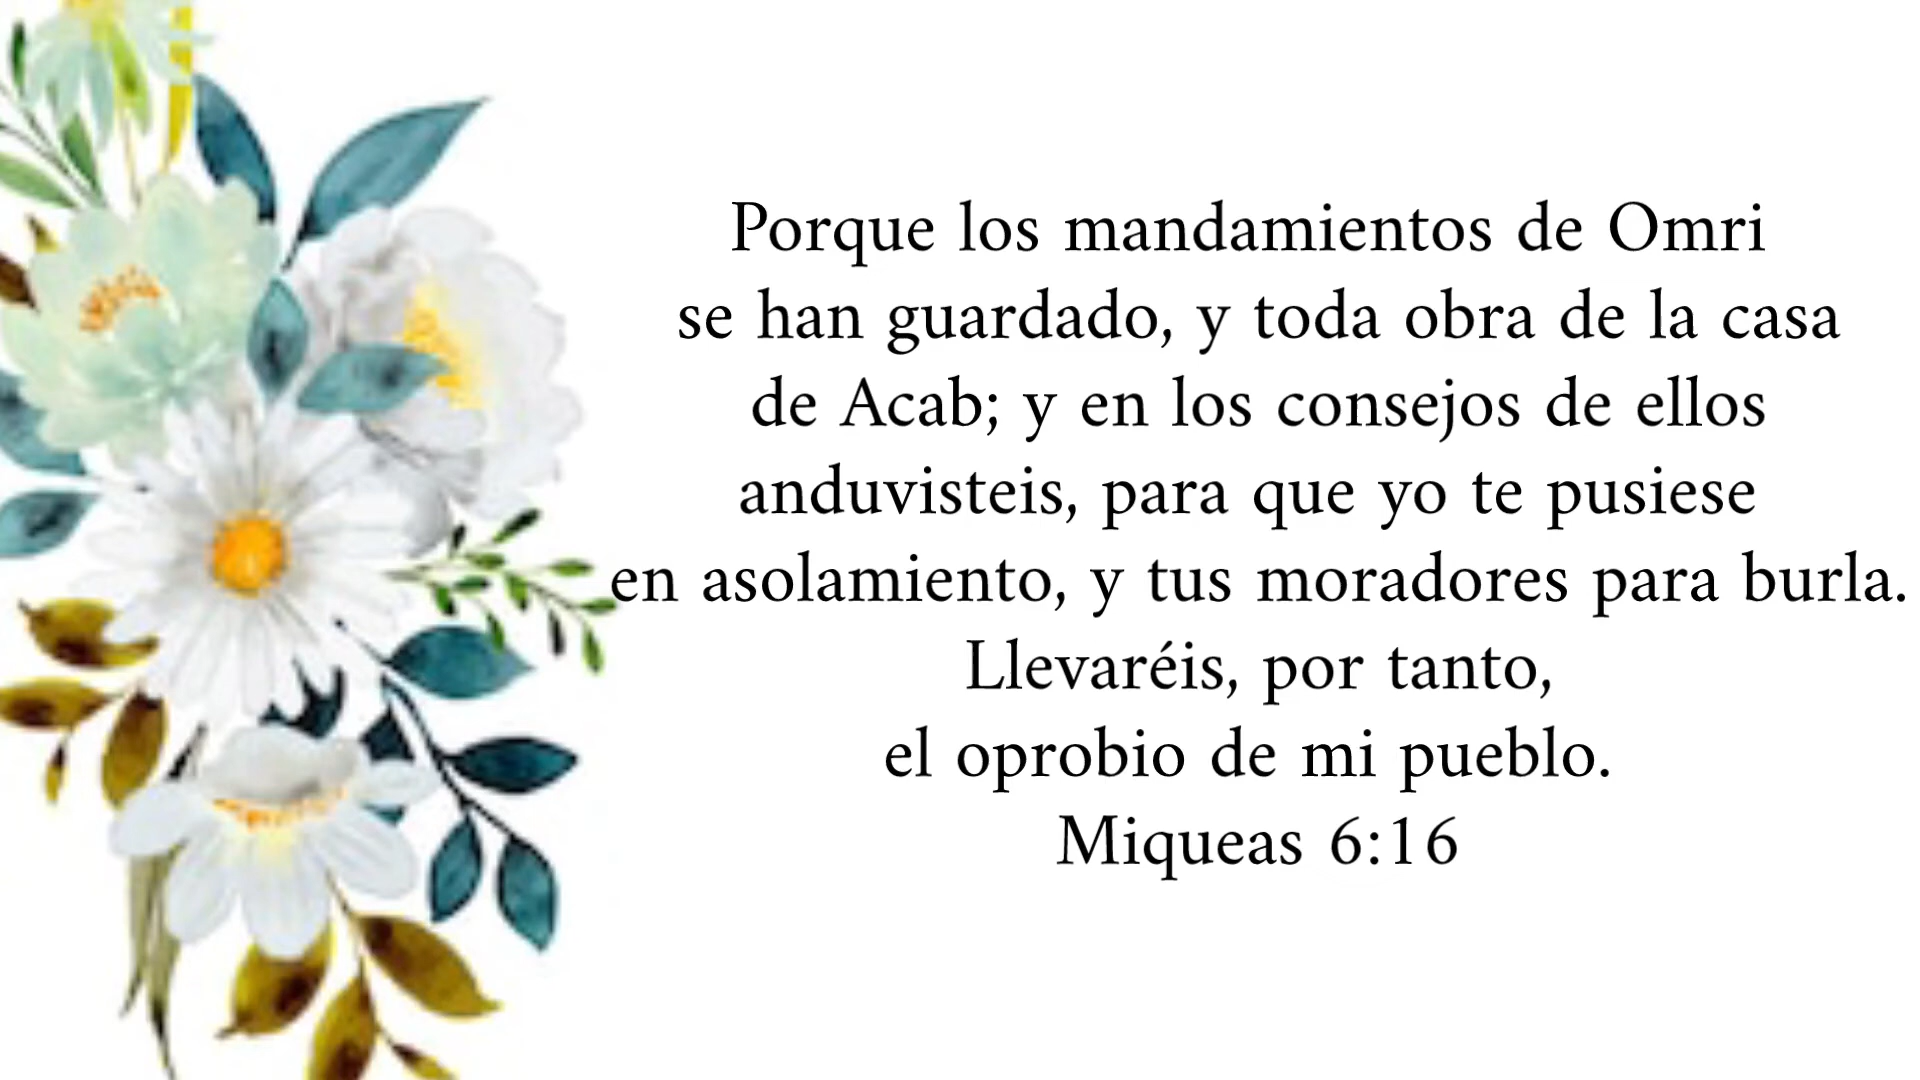 Porque los mandamientos de Omri
se han guardado, y toda obra de la casa
de Acab; y en los consejos de ellos
anduvisteis, para que yo te pusiese
en asolamiento, y tus moradores para burla.
Llevaréis, por tanto,
el oprobio de mi pueblo.
Miqueas 6:16